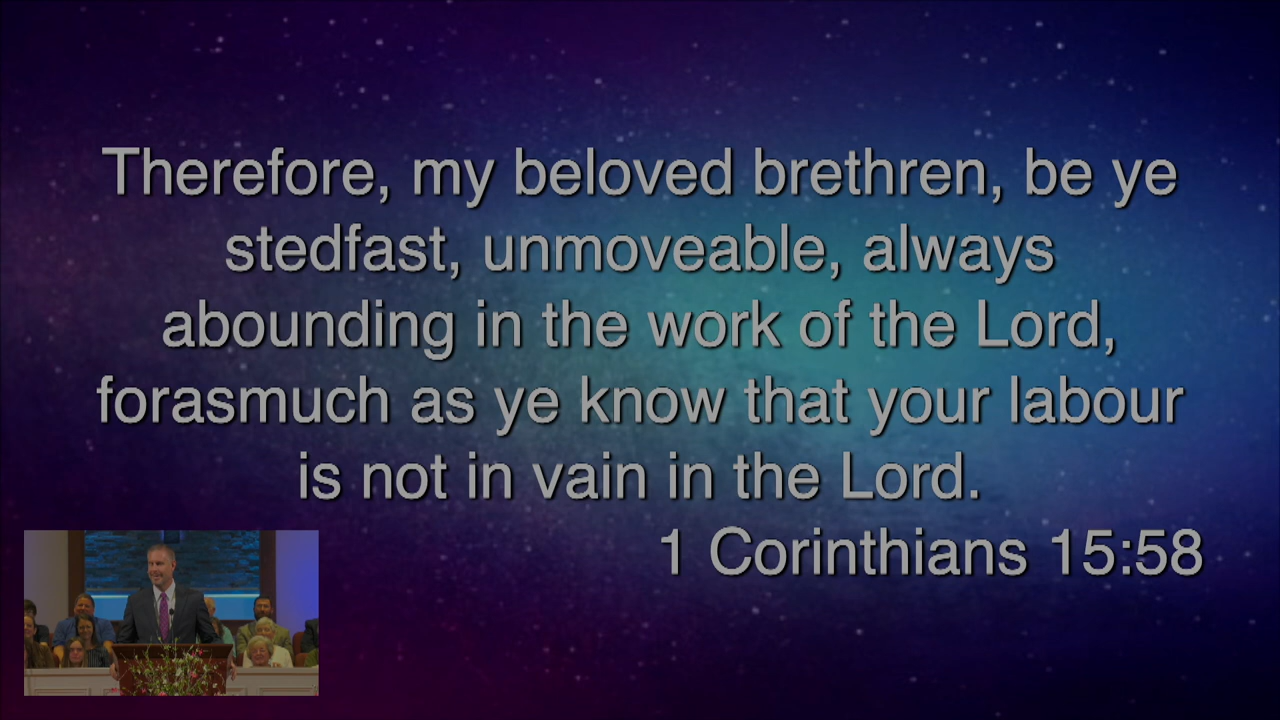 Therefore, my beloved brethren, be ye
stedfast, unmoveable, always
abounding in the work of the Lord,
forasmuch as ye know that your labour
is not in vain in the Lord.
1 Corinthians 15:58